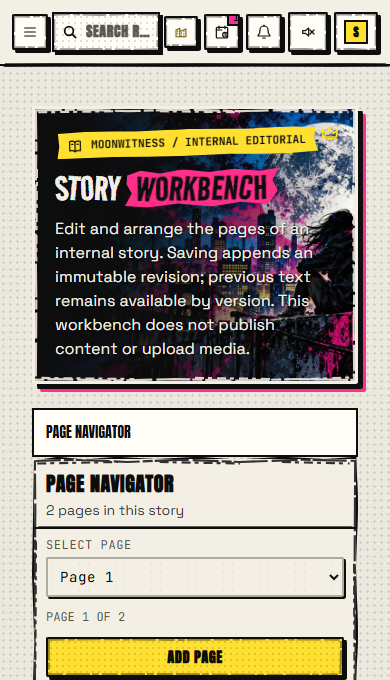 SEARCH R...
$
MOONWITNESS / INTERNAL EDITORIAL
STORY WORKBENCH
Edit and arrange the pages of an
internal story. Saving appends an
immutable revision; previous text
remains available by version. This
workbench does not publish
content or upload media.
PAGE NAVIGATOR
PAGE NAVIGATOR
2 pages in this story
SELECT PAGE
Page 1
PAGE 1 OF 2
ADD PAGE